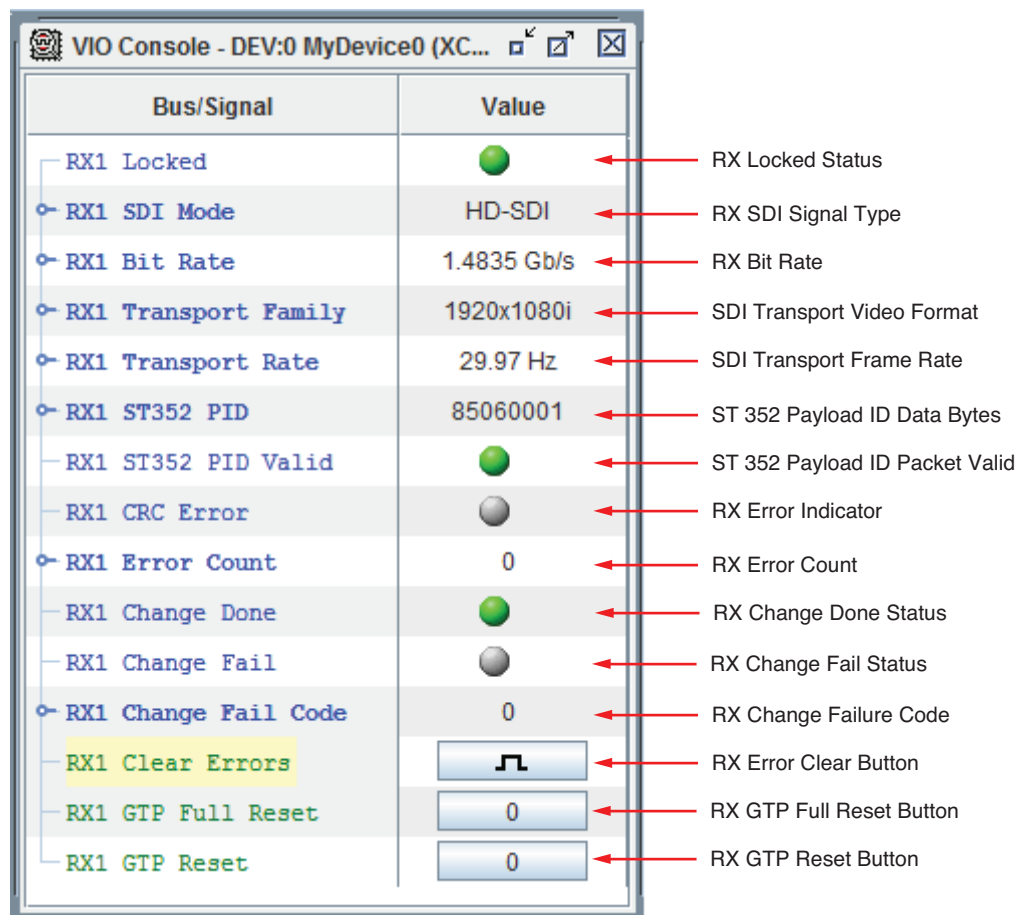 VIO Console - DEV:0 MyDevice0 (XC...
Bus/Signal Value
RX1 Locked RX Locked Status
RX1 SDI Mode HD-SDI RX SDI Signal Type
RX1 Bit Rate 1.4835 Gb/s RX Bit Rate
RX1 Transport Family 1920x1080i SDI Transport Video Format
RX1 Transport Rate 29.97 Hz SDI Transport Frame Rate
RX1 ST352 PID 85060001 ST 352 Payload ID Data Bytes
RX1 ST352 PID Valid ST 352 Payload ID Packet Valid
RX1 CRC Error RX Error Indicator
RX1 Error Count 0 RX Error Count
RX1 Change Done RX Change Done Status
RX1 Change Fail RX Change Fail Status
RX1 Change Fail Code 0 RX Change Failure Code
RX1 Clear Errors RX Error Clear Button
RX1 GTP Full Reset 0 RX GTP Full Reset Button
RX1 GTP Reset 0 RX GTP Reset Button